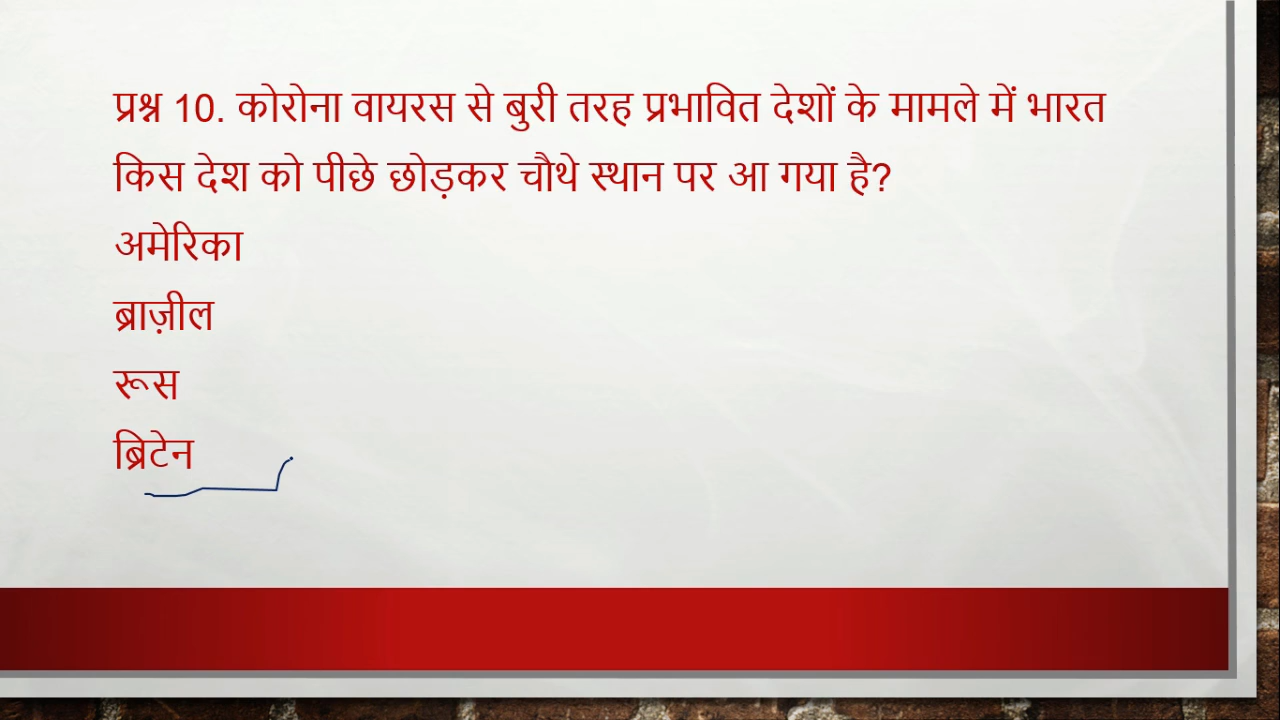 प्रश्न 10. कोरोना वायरस से बुरी तरह प्रभावित देशों के मामले में भारत
किस देश को पीछे छोड़कर चौथे स्थान पर आ गया है?
अमेरिका
ब्राज़ील
रूस
ब्रिटेन